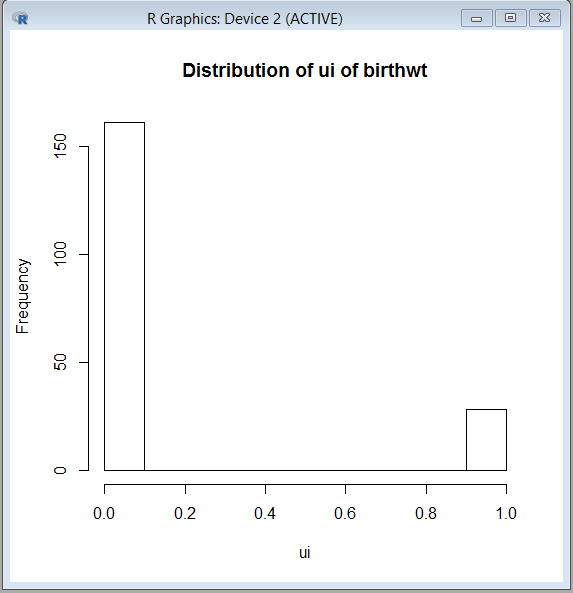 R Graphics: Device 2 (ACTIVE)
Distribution of ui of birthwt
Frequency
150
100
50
0
0.0 0.2 0.4 0.6 0.8 1.0
ui